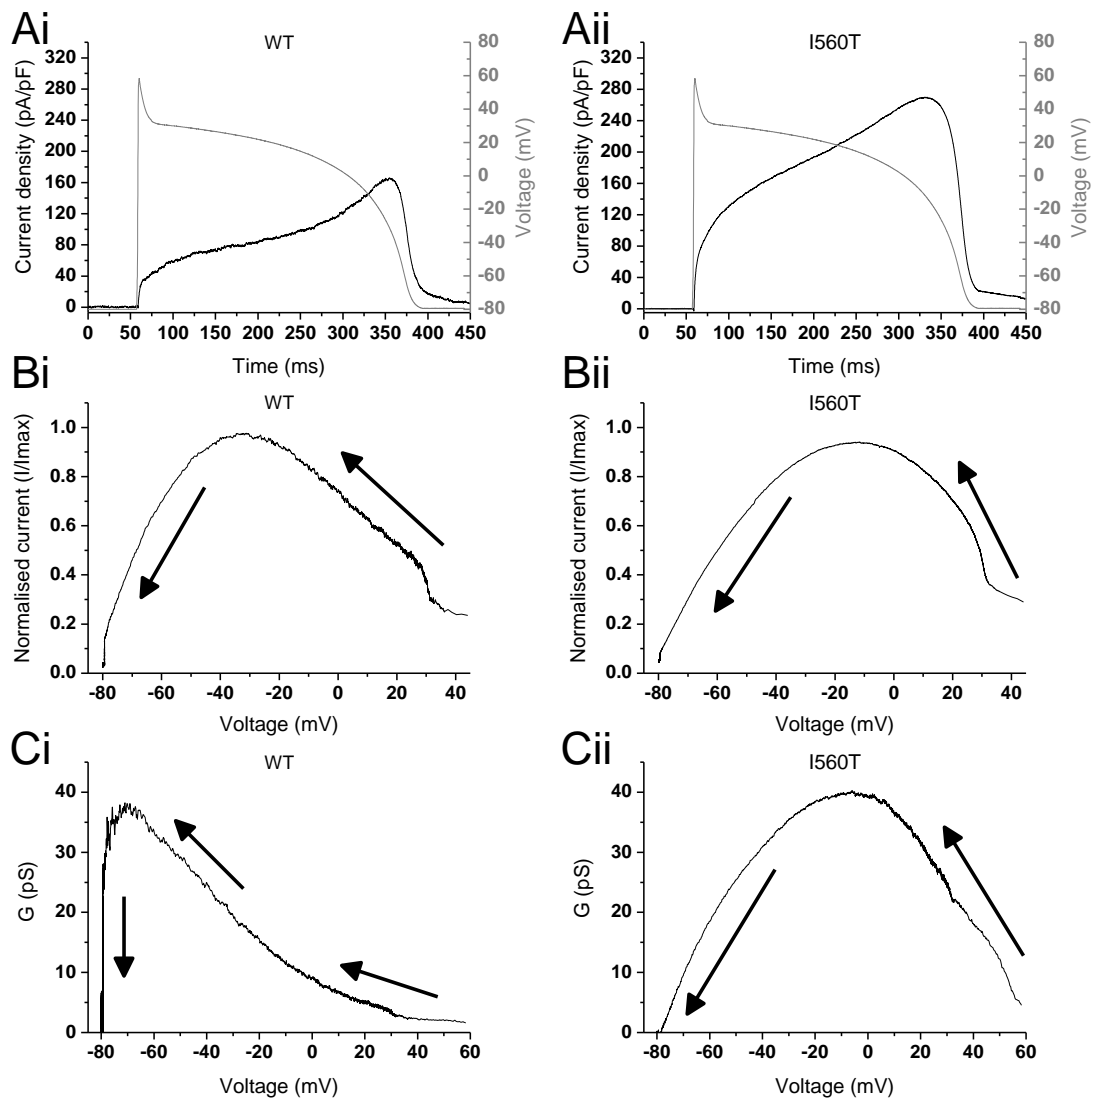 Ai
WT
Current density (pA/pF)
320
280
240
200
160
120
80
40
0
80
60
40
20
0
-20
-40
-60
-80
Voltage (mV)
0 50 100 150 200 250 300 350 400 450
Time (ms)
Aii
I560T
Current density (pA/pF)
320
280
240
200
160
120
80
40
0
80
60
40
20
0
-20
-40
-60
-80
Voltage (mV)
0 50 100 150 200 250 300 350 400 450
Time (ms)
Bi
WT
Normalised current (I/Imax)
1.0
0.8
0.6
0.4
0.2
0.0
-80 -60 -40 -20 0 20 40
Voltage (mV)
Bii
I560T
Normalised current (I/Imax)
1.0
0.8
0.6
0.4
0.2
0.0
-80 -60 -40 -20 0 20 40
Voltage (mV)
Ci
WT
G (pS)
40
30
20
10
0
-80 -60 -40 -20 0 20 40 60
Voltage (mV)
Cii
I560T
G (pS)
40
30
20
10
0
-80 -60 -40 -20 0 20 40 60
Voltage (mV)